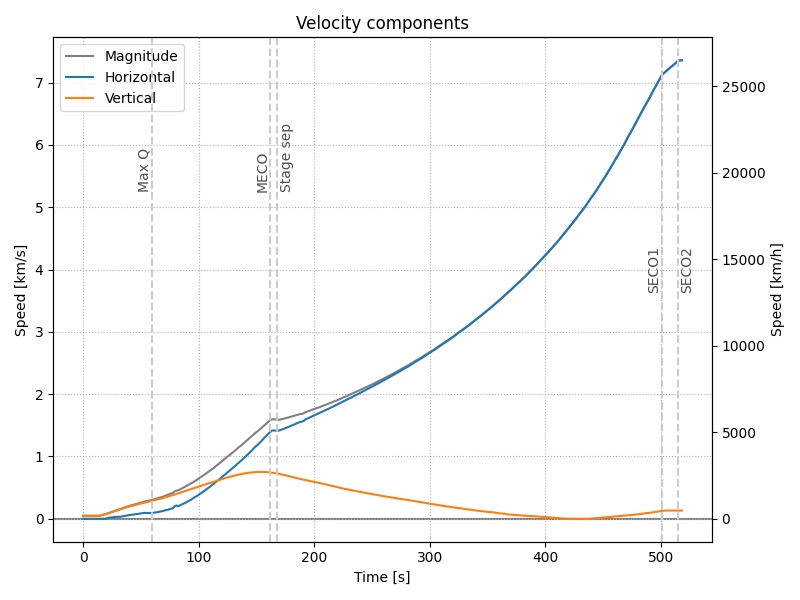 Velocity components
Magnitude
Horizontal
Vertical
Max Q
MECO
Stage sep
SECO1
SECO2
Speed [km/s]
7
6
5
4
3
2
1
0
Speed [km/h]
25000
20000
15000
10000
5000
0
0 100 200 300 400 500
Time [s]